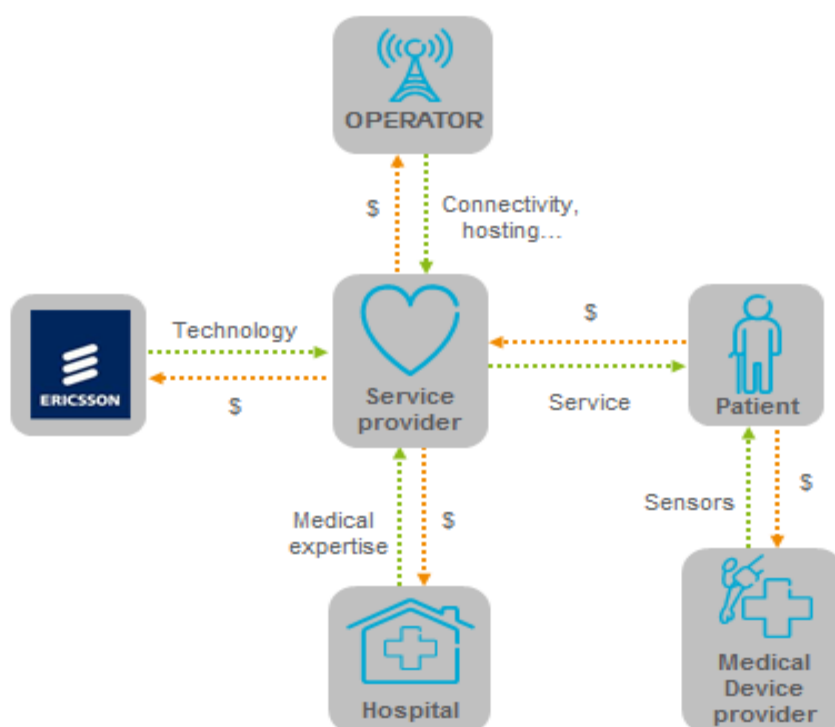 OPERATOR
$
Connectivity,
hosting...
Technology
ERICSSON
$
Service
provider
$
Service
Patient
Medical
expertise
$
Sensors
$
Hospital
Medical
Device
provider